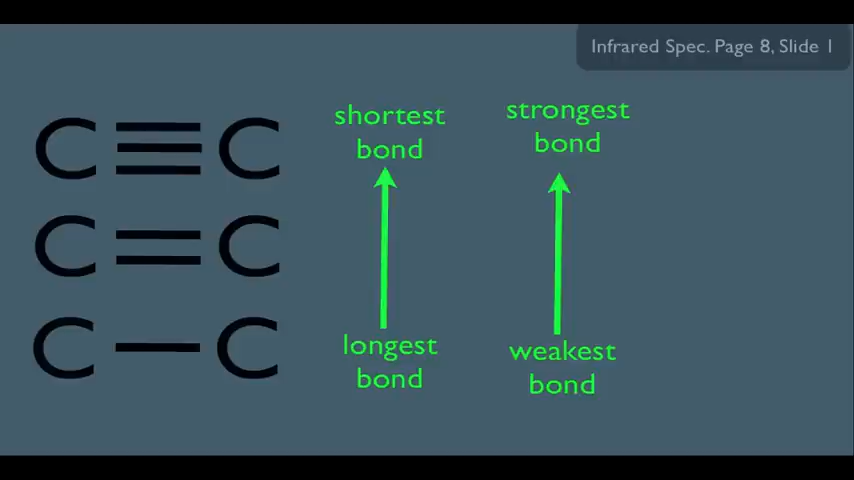 Infrared Spec. Page 8, Slide 1
C≡C
shortest
bond
strongest
bond
C=C
C—C
longest
bond
weakest
bond